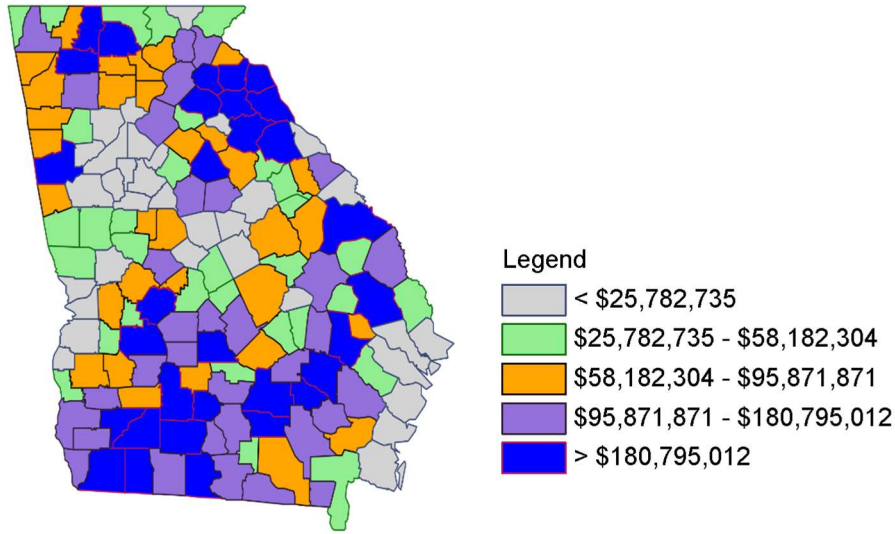 Legend
< $25,782,735
$25,782,735 - $58,182,304
$58,182,304 - $95,871,871
$95,871,871 - $180,795,012
> $180,795,012